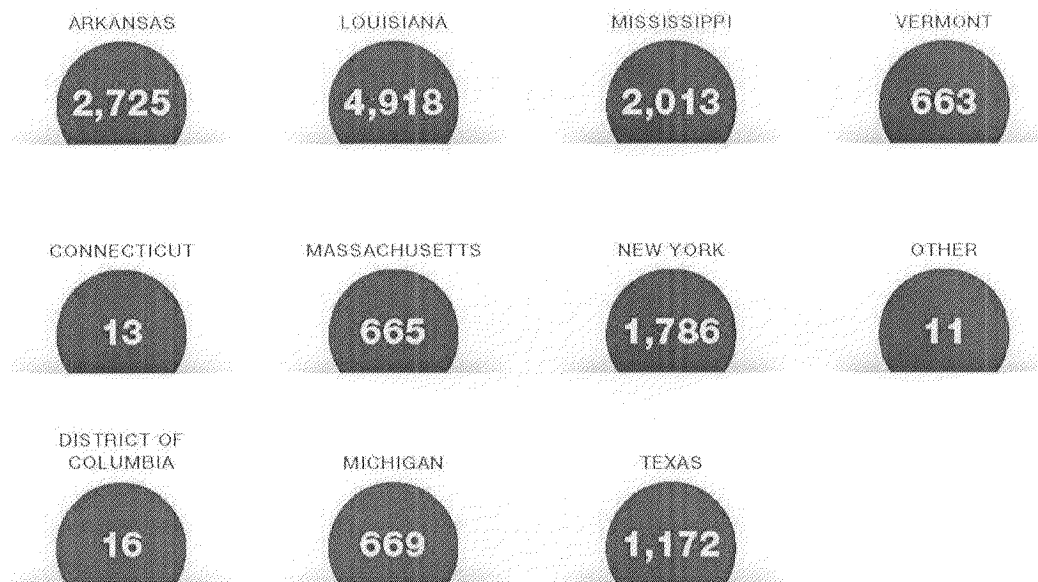 ARKANSAS
2,725
LOUISIANA
4,918
MISSISSIPPI
2,013
VERMONT
663
CONNECTICUT
13
MASSACHUSETTS
665
NEW YORK
1,786
OTHER
11
DISTRICT OF
COLUMBIA
16
MICHIGAN
669
TEXAS
1,172